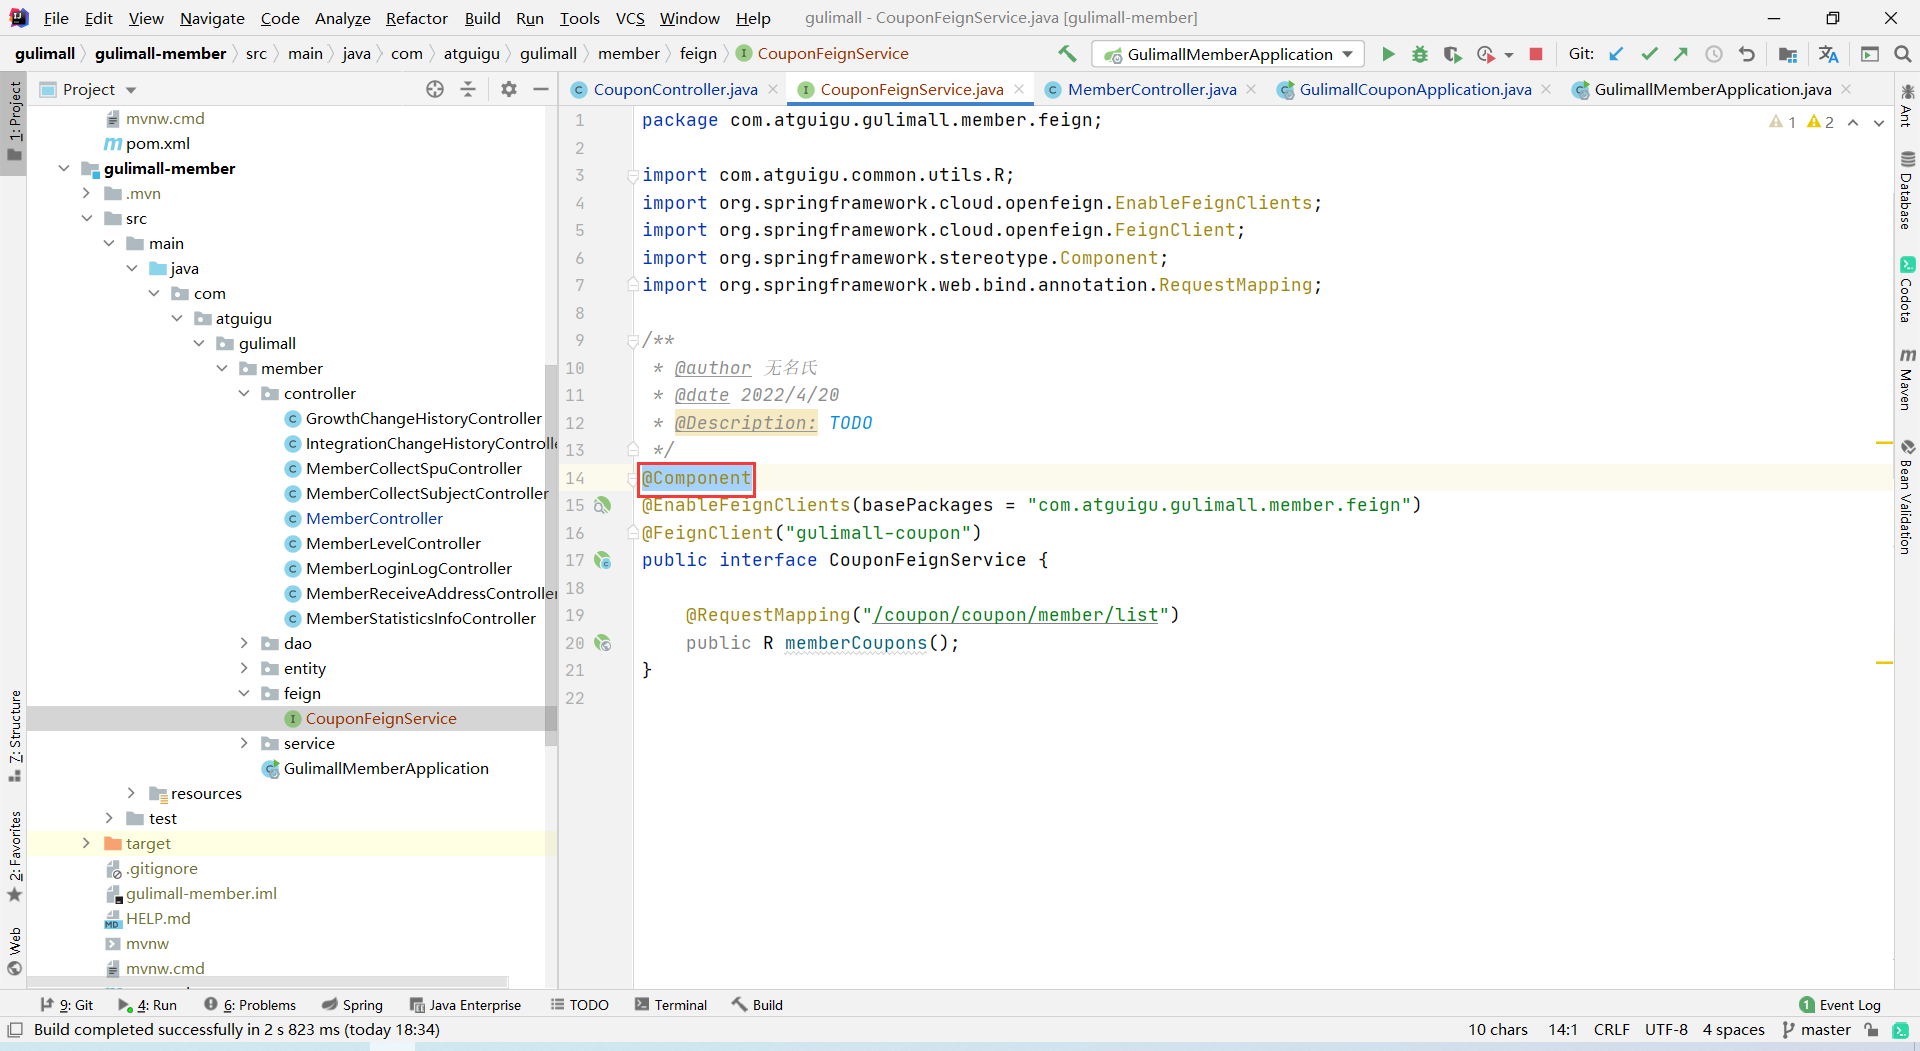 File Edit View Navigate Code Analyze Refactor Build Run Tools VCS Window Help gulimall - CouponFeignService.java [gulimall-member]
gulimall gulimall-member src main java com atguigu gulimall member feign CouponFeignService GulimallMemberApplication Git:
Project
CouponController.java CouponFeignService.java MemberController.java GulimallCouponApplication.java GulimallMemberApplication.java
1: Project
7: Structure
2: Favorites
Web
mvnw.cmd
pom.xml
gulimall-member
.mvn
src
main
java
com
atguigu
gulimall
member
controller
GrowthChangeHistoryController
IntegrationChangeHistoryControlle
MemberCollectSpuController
MemberCollectSubjectController
MemberController
MemberLevelController
MemberLoginLogController
MemberReceiveAddressController
MemberStatisticsInfoController
dao
entity
feign
CouponFeignService
service
GulimallMemberApplication
resources
test
target
.gitignore
gulimall-member.iml
HELP.md
mvnw
mvnw.cmd
1 package com.atguigu.gulimall.member.feign;
2
3 import com.atguigu.common.utils.R;
4 import org.springframework.cloud.openfeign.EnableFeignClients;
5 import org.springframework.cloud.openfeign.FeignClient;
6 import org.springframework.stereotype.Component;
7 import org.springframework.web.bind.annotation.RequestMapping;
8
9 /**
10 * @author 无名氏
11 * @date 2022/4/20
12 * @Description: TODO
13 */
14 @Component
15 @EnableFeignClients(basePackages = "com.atguigu.gulimall.member.feign")
16 @FeignClient("gulimall-coupon")
17 public interface CouponFeignService {
18
19 @RequestMapping("/coupon/coupon/member/list")
20 public R memberCoupons();
21 }
22
1 2
Ant
Database
Codota
Maven
Bean Validation
9: Git 4: Run 6: Problems Spring Java Enterprise TODO Terminal Build 1 Event Log
Build completed successfully in 2 s 823 ms (today 18:34) 10 chars 14:1 CRLF UTF-8 4 spaces master